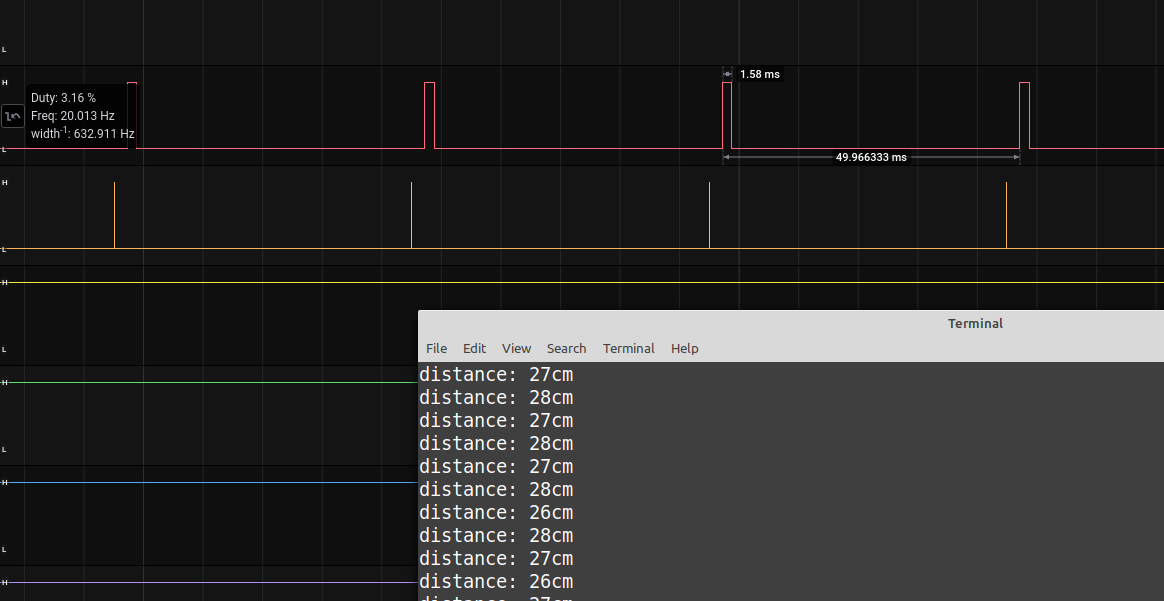 L
H
1.58 ms
Duty: 3.16 %
Freq: 20.013 Hz
width-1: 632.911 Hz
L
49.966333 ms
H
L
H
Terminal
L
File Edit View Search Terminal Help
H
distance: 27cm
distance: 28cm
distance: 27cm
distance: 28cm
L
distance: 27cm
H
distance: 28cm
distance: 26cm
distance: 28cm
L
distance: 27cm
H
distance: 26cm
distance: 27cm